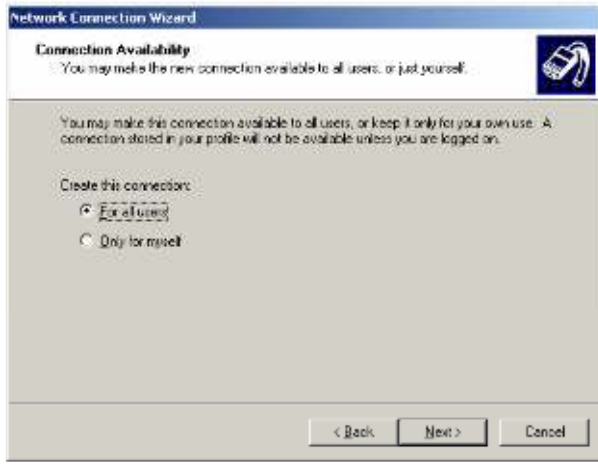 Network Connection Wizard
Connection Availability
You may make the new connection available to all users, or just yourself.
You may make this connection available to all users, or keep it only for your own use. A
connection stored in your profile will not be available unless you are logged on.
Create this connection:
For all users
Only for myself
< Back Next > Cancel